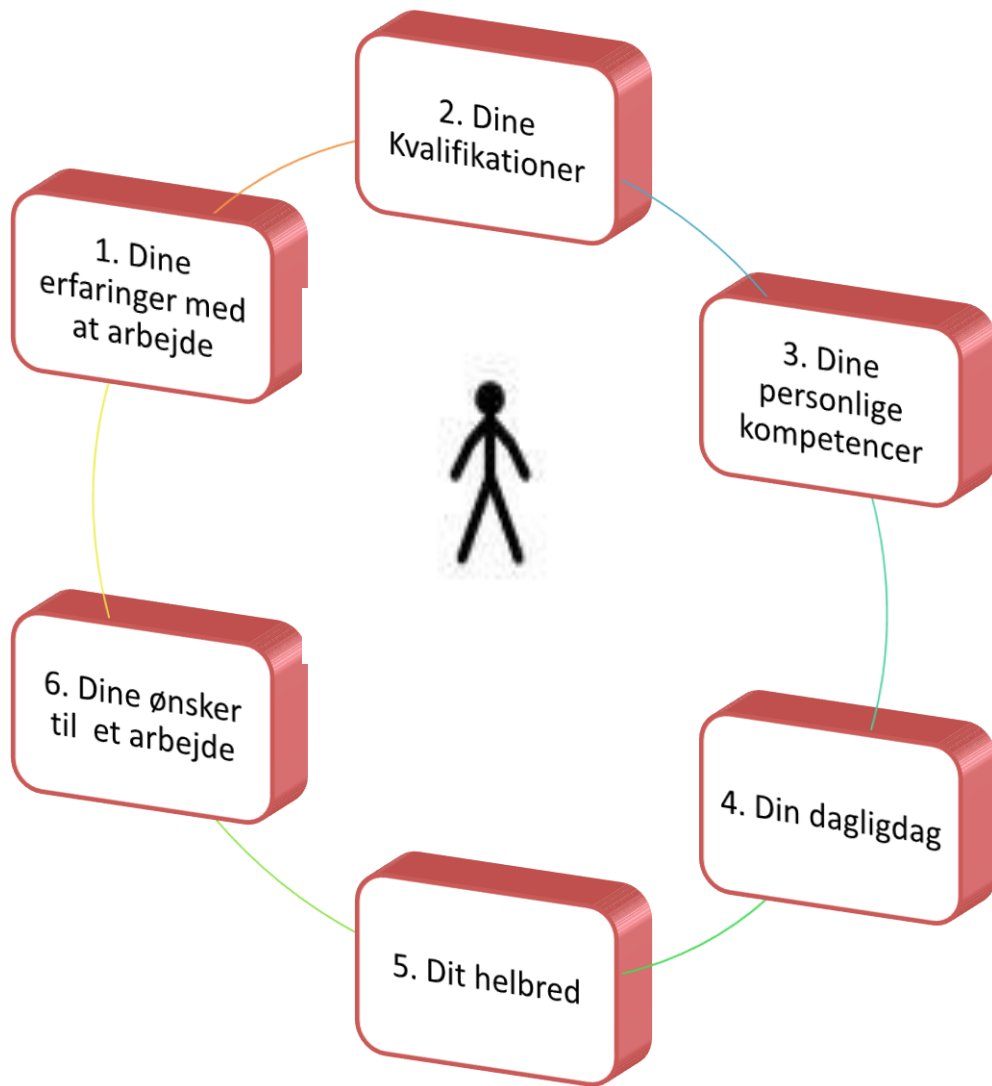 1. Dine
erfaringer med
at arbejde
2. Dine
Kvalifikationer
3. Dine
personlige
kompetencer
4. Din dagligdag
5. Dit helbred
6. Dine ønsker
til et arbejde